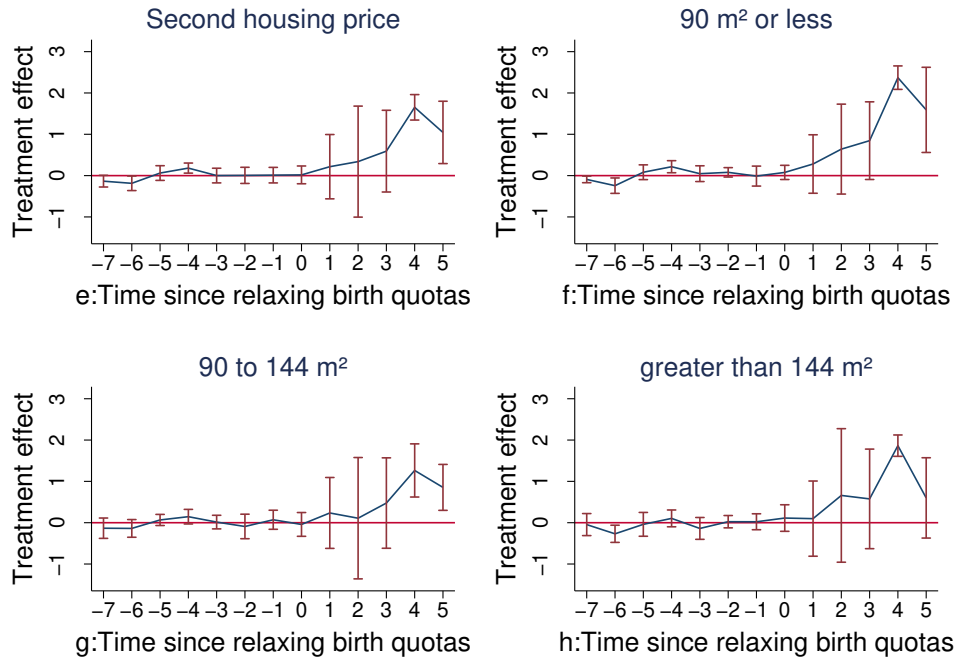 Second housing price
Treatment effect
3
2
1
0
−1
−7 −6 −5 −4 −3 −2 −1 0 1 2 3 4 5
e:Time since relaxing birth quotas
90 m² or less
Treatment effect
3
2
1
0
−1
−7 −6 −5 −4 −3 −2 −1 0 1 2 3 4 5
f:Time since relaxing birth quotas
90 to 144 m²
Treatment effect
3
2
1
0
−1
−7 −6 −5 −4 −3 −2 −1 0 1 2 3 4 5
g:Time since relaxing birth quotas
greater than 144 m²
Treatment effect
3
2
1
0
−1
−7 −6 −5 −4 −3 −2 −1 0 1 2 3 4 5
h:Time since relaxing birth quotas